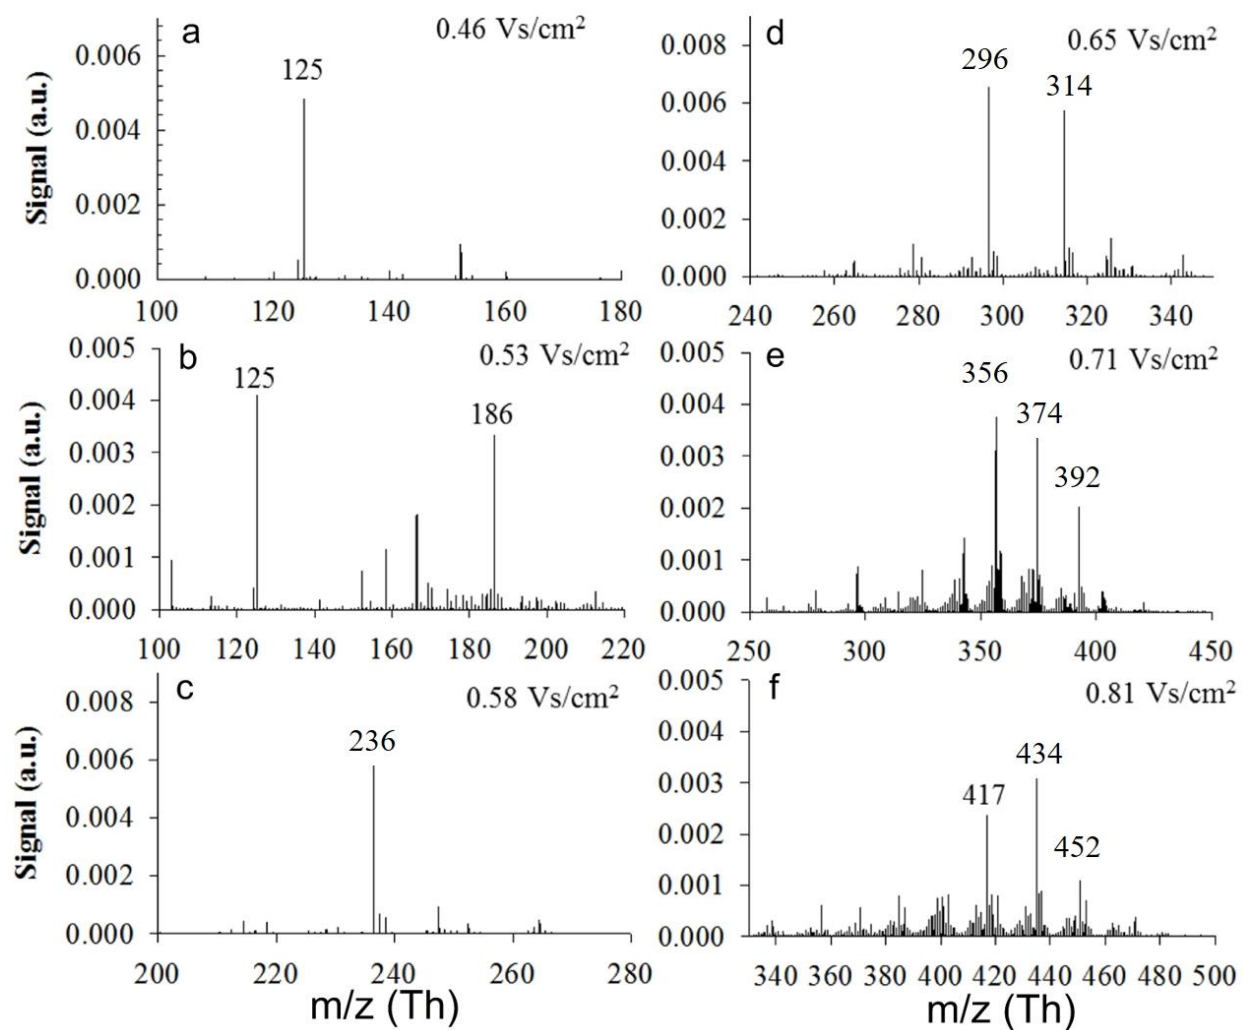 a
0.46 Vs/cm²
Signal (a.u.)
0.006
0.004
0.002
0.000
125
100 120 140 160 180
b
0.53 Vs/cm²
Signal (a.u.)
0.005
0.004
0.003
0.002
0.001
0.000
125
186
100 120 140 160 180 200 220
c
0.58 Vs/cm²
Signal (a.u.)
0.008
0.006
0.004
0.002
0.000
236
200 220 240 260 280
m/z (Th)
d
0.65 Vs/cm²
0.008
0.006
0.004
0.002
0.000
296
314
240 260 280 300 320 340
e
0.71 Vs/cm²
0.005
0.004
0.003
0.002
0.001
0.000
356
374
392
250 300 350 400 450
f
0.81 Vs/cm²
0.005
0.004
0.003
0.002
0.001
0.000
417
434
452
340 360 380 400 420 440 460 480 500
m/z (Th)